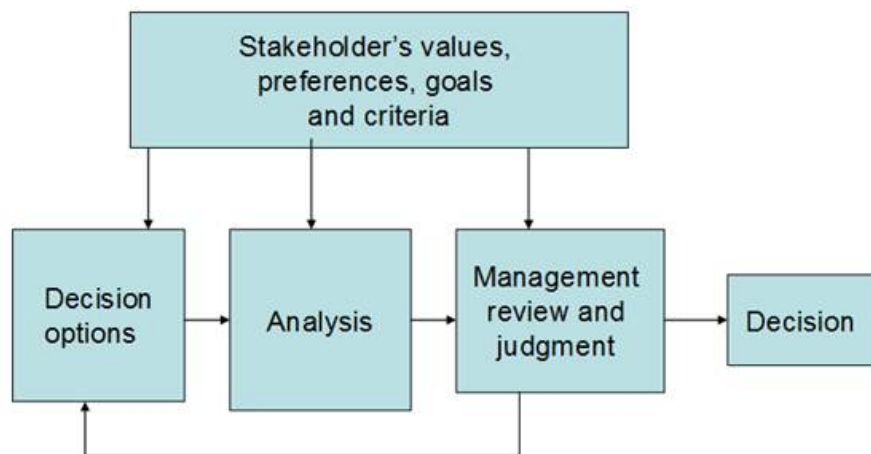 Stakeholder’s values,
preferences, goals
and criteria
Decision
options
Analysis
Management
review and
judgment
Decision